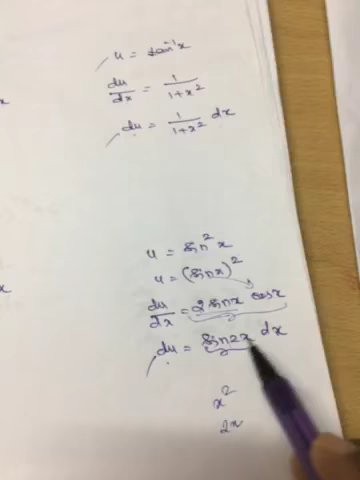 u = tan⁻¹x
du/dx = 1/1+x²
du = 1/1+x² dx
u = sin²x
u = (sinx)²
du/dx = 2 sinx cosx
du = sin2x dx
x²
2x